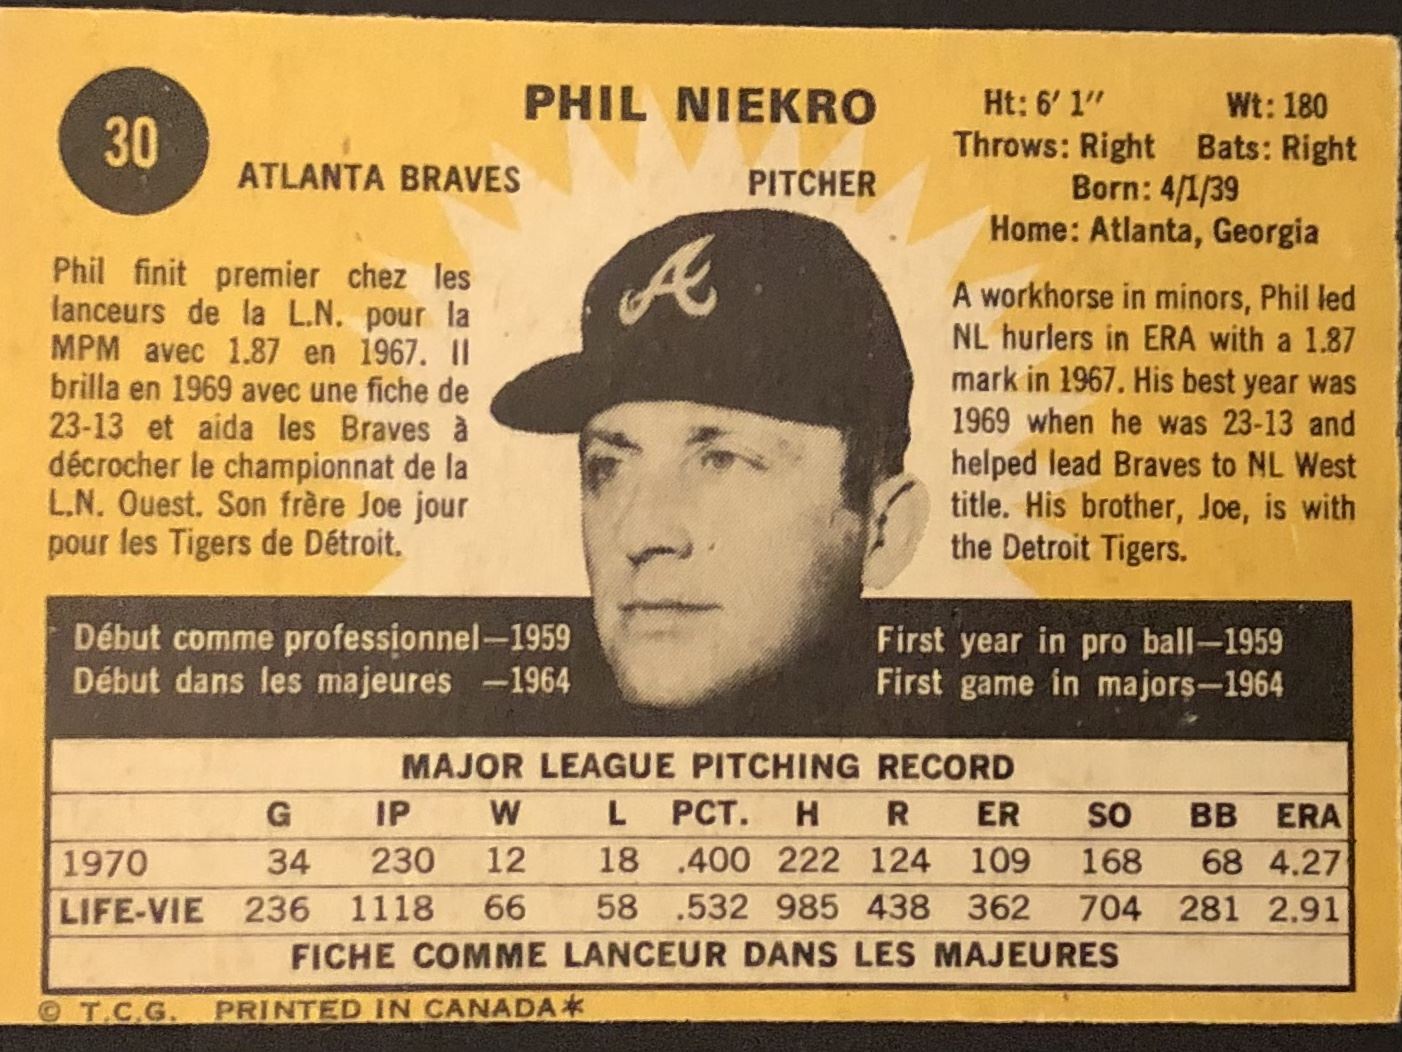 30
PHIL NIEKRO
ATLANTA BRAVES PITCHER
Ht: 6' 1" Wt: 180
Throws: Right Bats: Right
Born: 4/1/39
Home: Atlanta, Georgia
Phil finit premier chez les
lanceurs de la L.N. pour la
MPM avec 1.87 en 1967. Il
brilla en 1969 avec une fiche de
23-13 et aida les Braves à
décrocher le championnat de la
L.N. Ouest. Son frère Joe jour
pour les Tigers de Détroit.
A
A workhorse in minors, Phil led
NL hurlers in ERA with a 1.87
mark in 1967. His best year was
1969 when he was 23-13 and
helped lead Braves to NL West
title. His brother, Joe, is with
the Detroit Tigers.
Début comme professionnel—1959
Début dans les majeures —1964
First year in pro ball—1959
First game in majors—1964
MAJOR LEAGUE PITCHING RECORD
G IP W L PCT. H R ER SO BB ERA
1970 34 230 12 18 .400 222 124 109 168 68 4.27
LIFE-VIE 236 1118 66 58 .532 985 438 362 704 281 2.91
FICHE COMME LANCEUR DANS LES MAJEURES
© T.C.G. PRINTED IN CANADA*